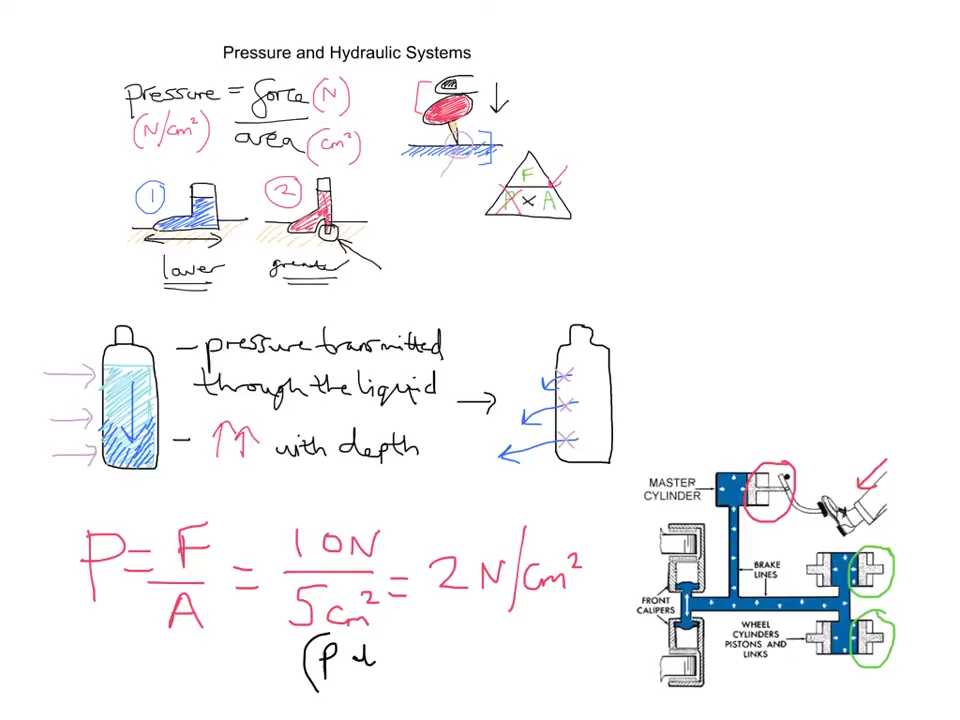 Pressure and Hydraulic Systems
pressure = force (N)
(N/cm²) area (cm²)
F
P × A
1 2
lower greater
- pressure transmitted
through the liquid
- ↑↑ with depth
P = F/A = 10N/5cm² = 2 N/cm²
(P
MASTER
CYLINDER
BRAKE
LINES
FRONT
CALIPERS
WHEEL
CYLINDERS
PISTONS AND
LINKS